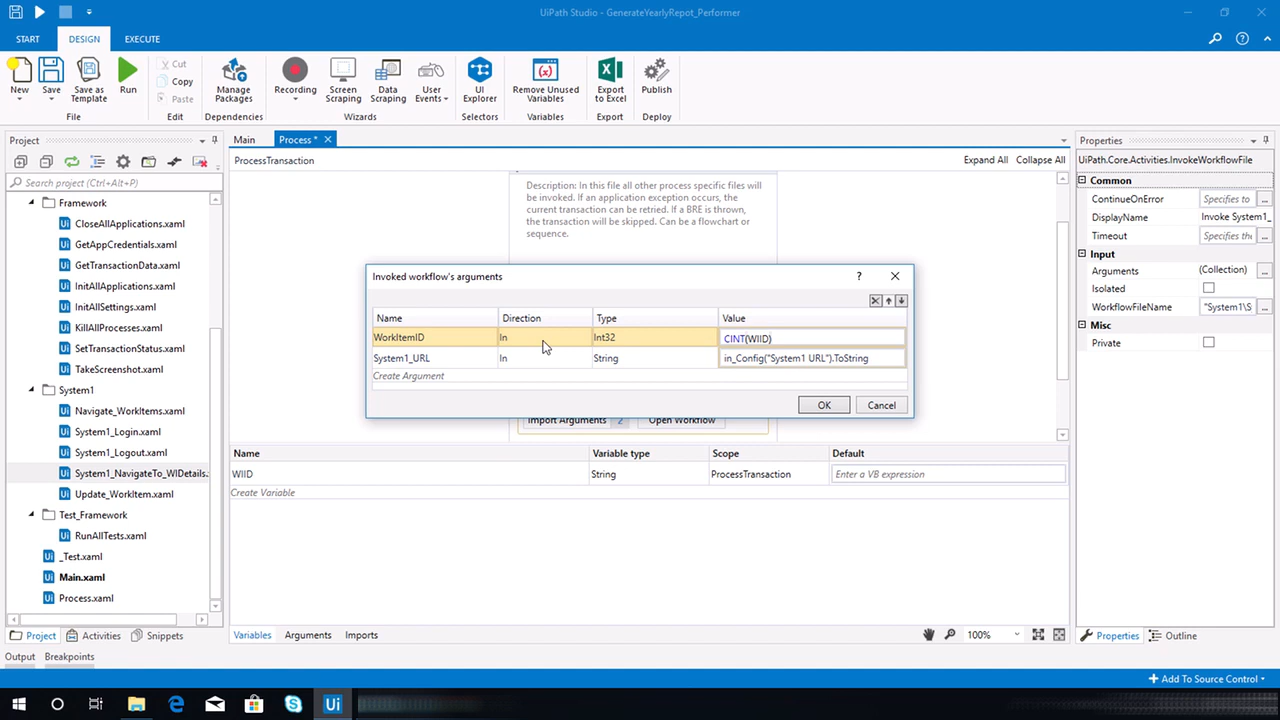 UiPath Studio - GenerateYearlyRepot_Performer
START DESIGN EXECUTE
New Save Save as Template Run
Cut
Copy
Paste
Manage Packages
Recording Screen Scraping Data Scraping User Events
UI Explorer
Remove Unused Variables
Export to Excel
Publish
File Edit Dependencies Wizards Selectors Variables Export Deploy
Project
Search project (Ctrl+Alt+P)
Framework
CloseAllApplications.xaml
GetAppCredentials.xaml
GetTransactionData.xaml
InitAllApplications.xaml
InitAllSettings.xaml
KillAllProcesses.xaml
SetTransactionStatus.xaml
TakeScreenshot.xaml
System1
Navigate_WorkItems.xaml
System1_Login.xaml
System1_Logout.xaml
System1_NavigateTo_WIDetails.
Update_WorkItem.xaml
Test_Framework
RunAllTests.xaml
_Test.xaml
Main.xaml
Process.xaml
Project Activities Snippets
Output Breakpoints
Main Process *
ProcessTransaction Expand All Collapse All
Description: In this file all other process specific files will
be invoked. If an application exception occurs, the
current transaction can be retried. If a BRE is thrown,
the transaction will be skipped. Can be a flowchart or
sequence.
Invoked workflow's arguments ?
Name Direction Type Value
WorkItemID In Int32 CINT(WIID)
System1_URL In String in_Config("System1 URL").ToString
Create Argument
OK Cancel
Import Arguments 2 Open Workflow
Name Variable type Scope Default
WIID String ProcessTransaction Enter a VB expression
Create Variable
Variables Arguments Imports 100%
Properties
UiPath.Core.Activities.InvokeWorkflowFile
Common
ContinueOnError Specifies to ...
DisplayName Invoke System1_
Timeout Specifies the ...
Input
Arguments (Collection) ...
Isolated
WorkflowFileName "System1\S ...
Misc
Private
Properties Outline
Add To Source Control
Ui